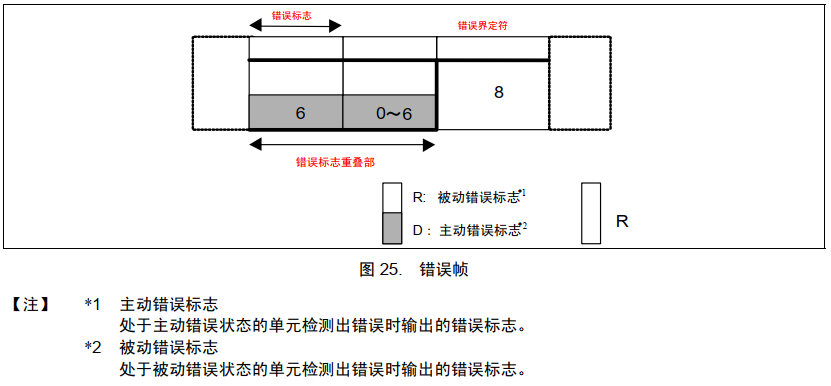 错误标志
错误界定符
6
0～6
8
错误标志重叠部
R: 被动错误标志*1
D : 主动错误标志*2
R
图 25. 错误帧
【注】 *1 主动错误标志
处于主动错误状态的单元检测出错误时输出的错误标志。
*2 被动错误标志
处于被动错误状态的单元检测出错误时输出的错误标志。